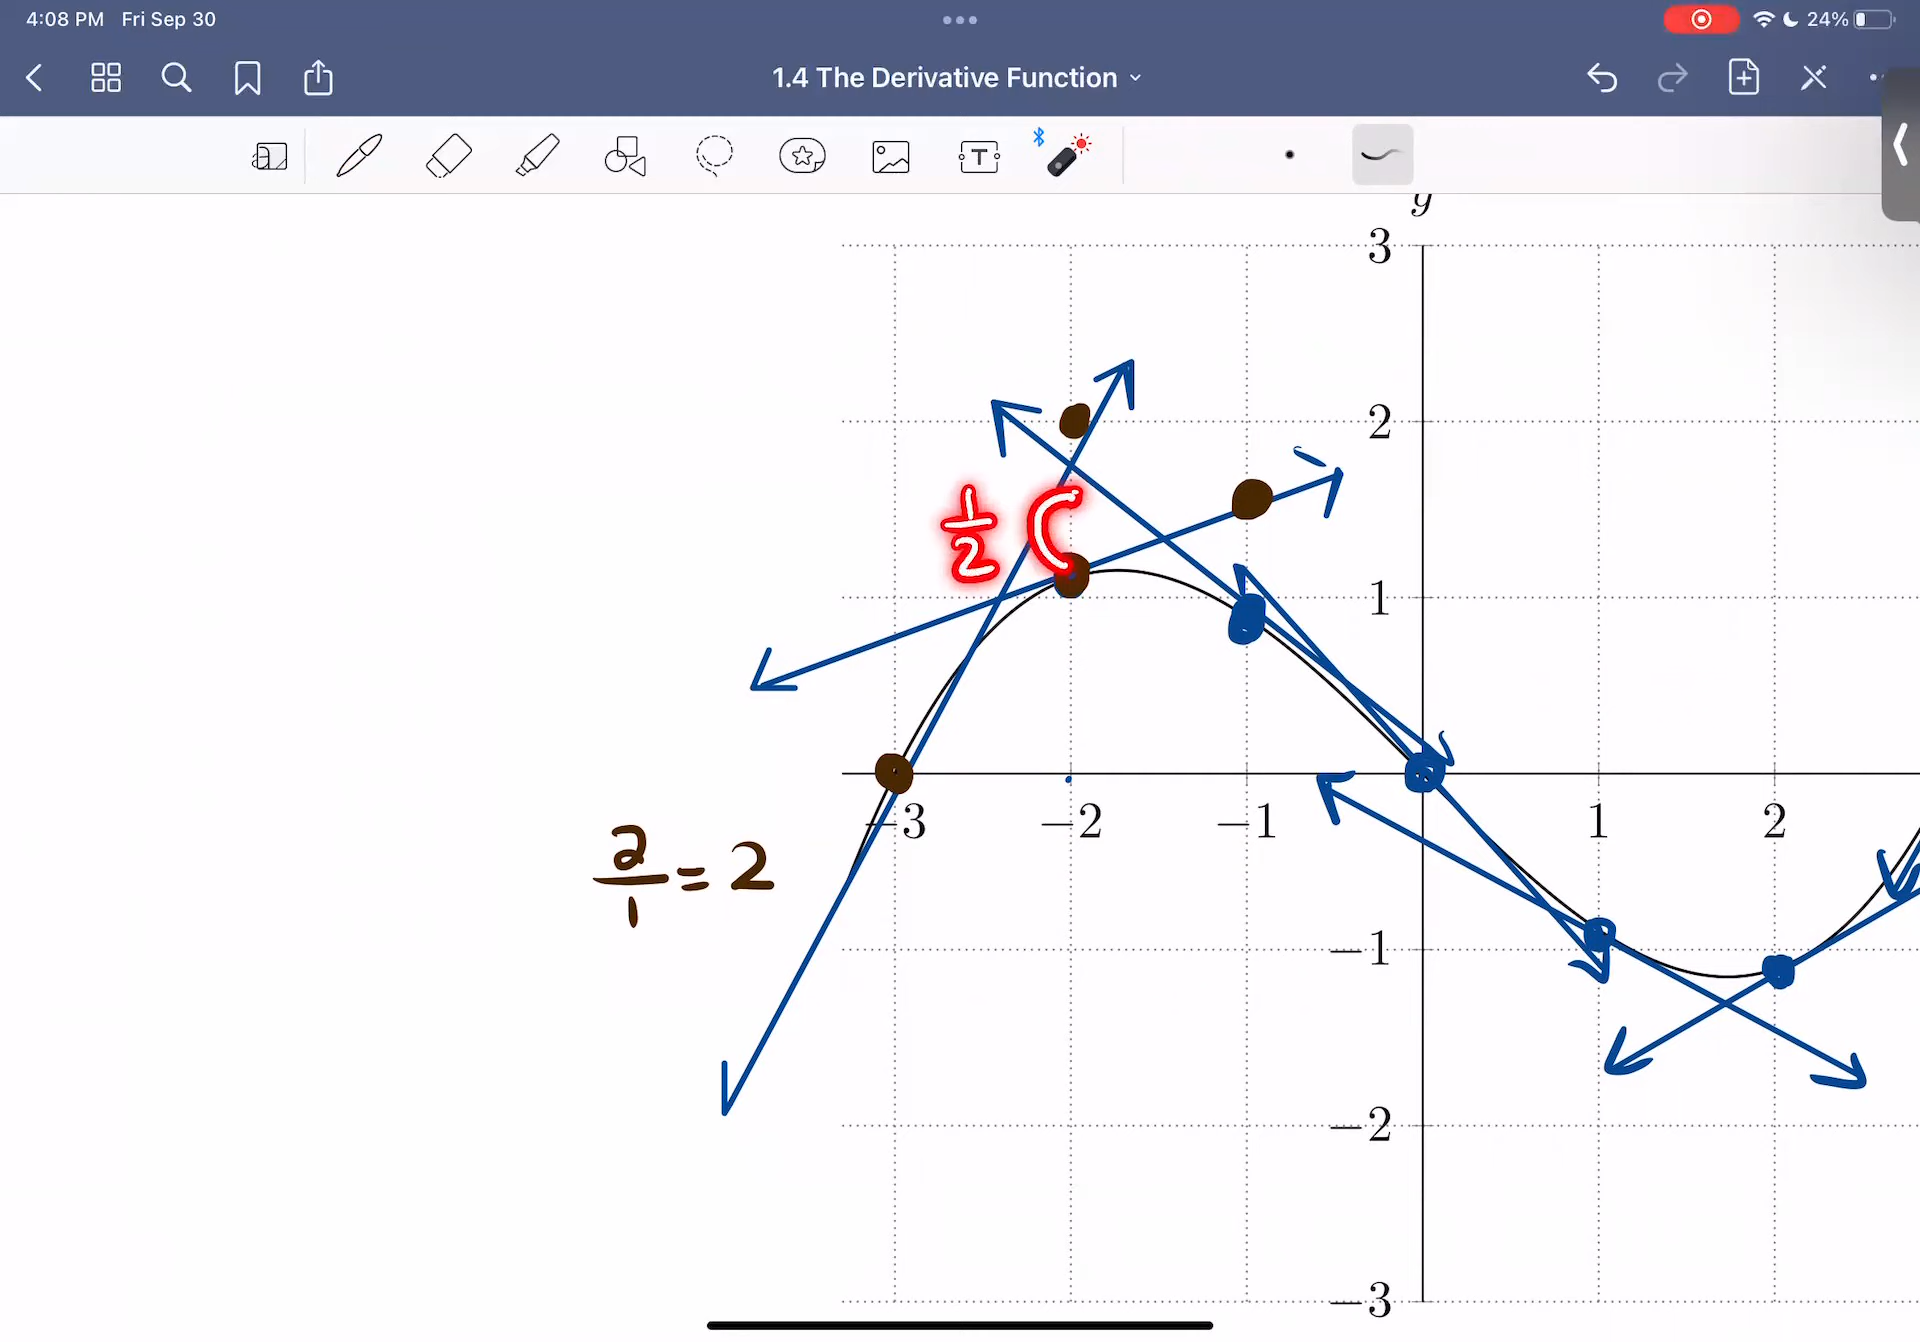 4:08 PM Fri Sep 30
24%
1.4 The Derivative Function
T
y
3
2
1
-3 -2 -1 1 2
-1
-2
-3
1/2 (
2/1 = 2